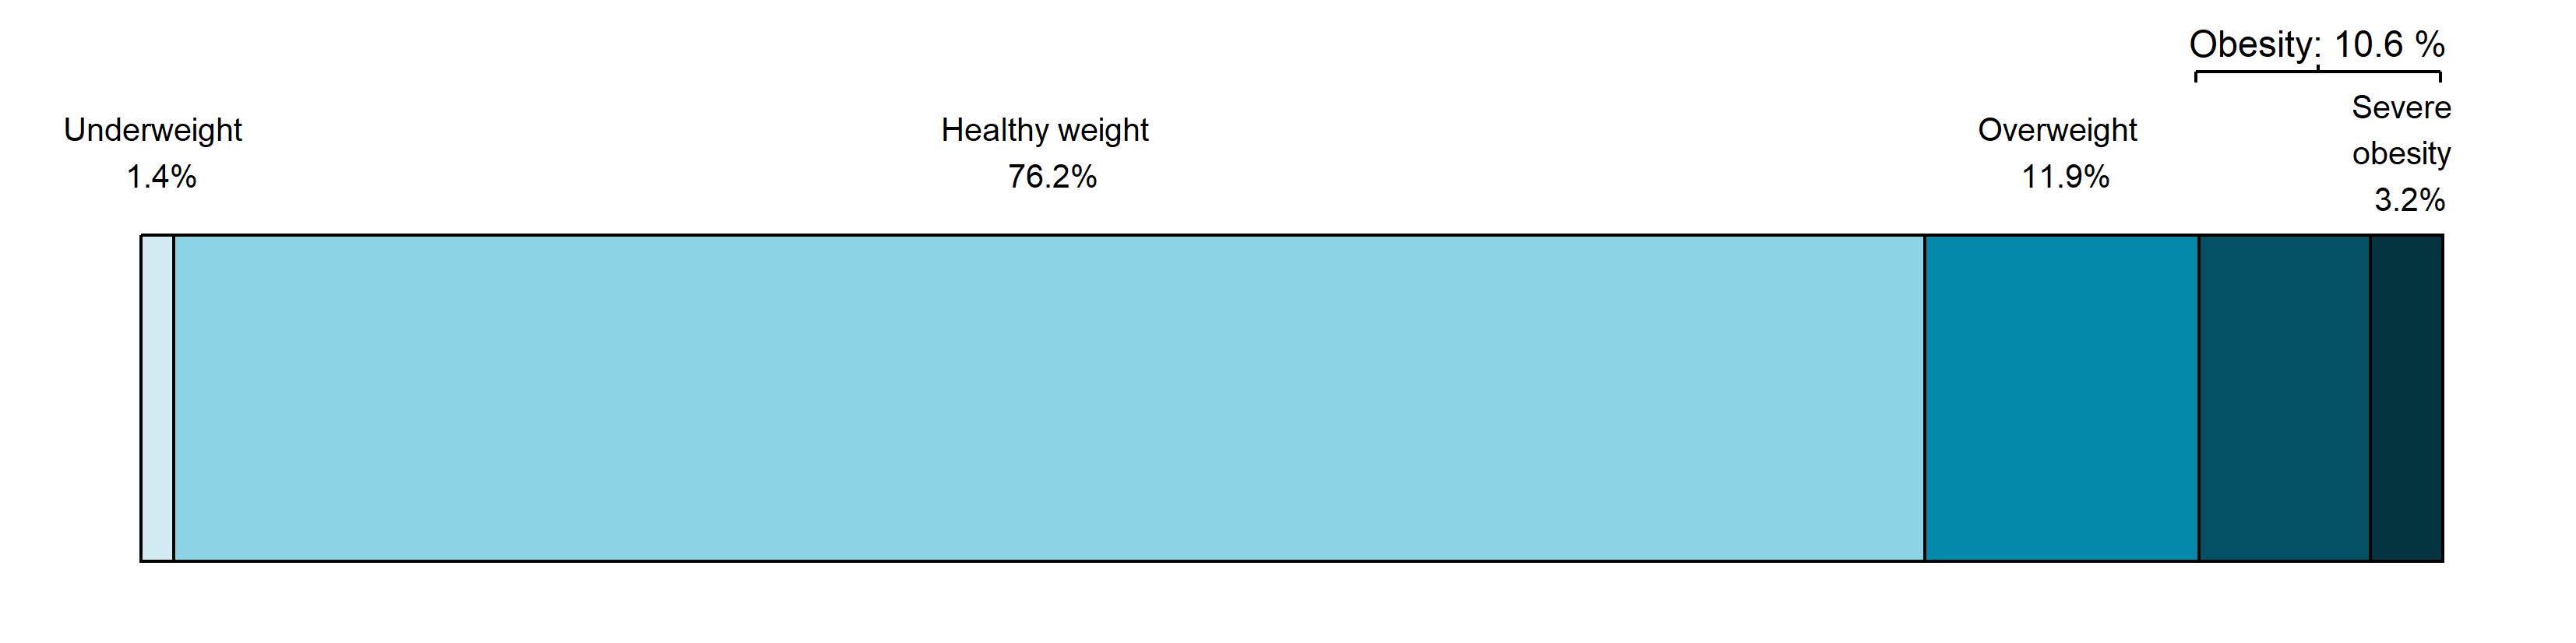 Obesity: 10.6 %
Underweight
1.4%
Healthy weight
76.2%
Overweight
11.9%
Severe
obesity
3.2%